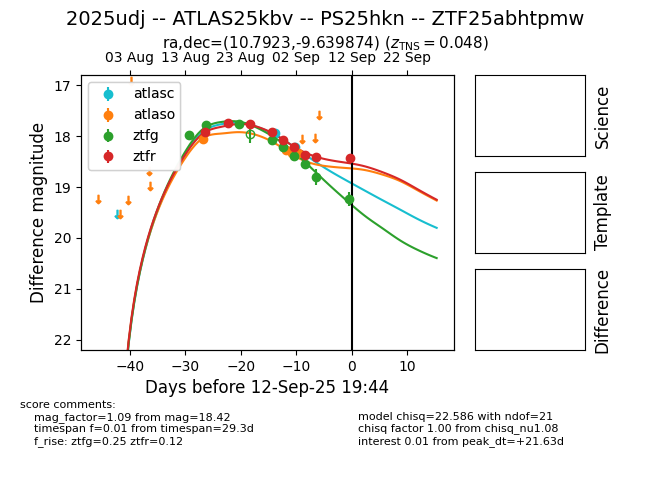 2025udj -- ATLAS25kbv -- PS25hkn -- ZTF25abhtpmw
ra,dec=(10.7923,-9.639874) (z_TNS = 0.048)
03 Aug 13 Aug 23 Aug 02 Sep 12 Sep 22 Sep
17
18
19
20
21
22
Difference magnitude
atlasc
atlaso
ztfg
ztfr
−40 −30 −20 −10 0 10
Days before 12-Sep-25 19:44
Science
Template
Difference
score comments:
mag_factor=1.09 from mag=18.42
timespan f=0.01 from timespan=29.3d
f_rise: ztfg=0.25 ztfr=0.12
model chisq=22.586 with ndof=21
chisq factor 1.00 from chisq_nu1.08
interest 0.01 from peak_dt=+21.63d